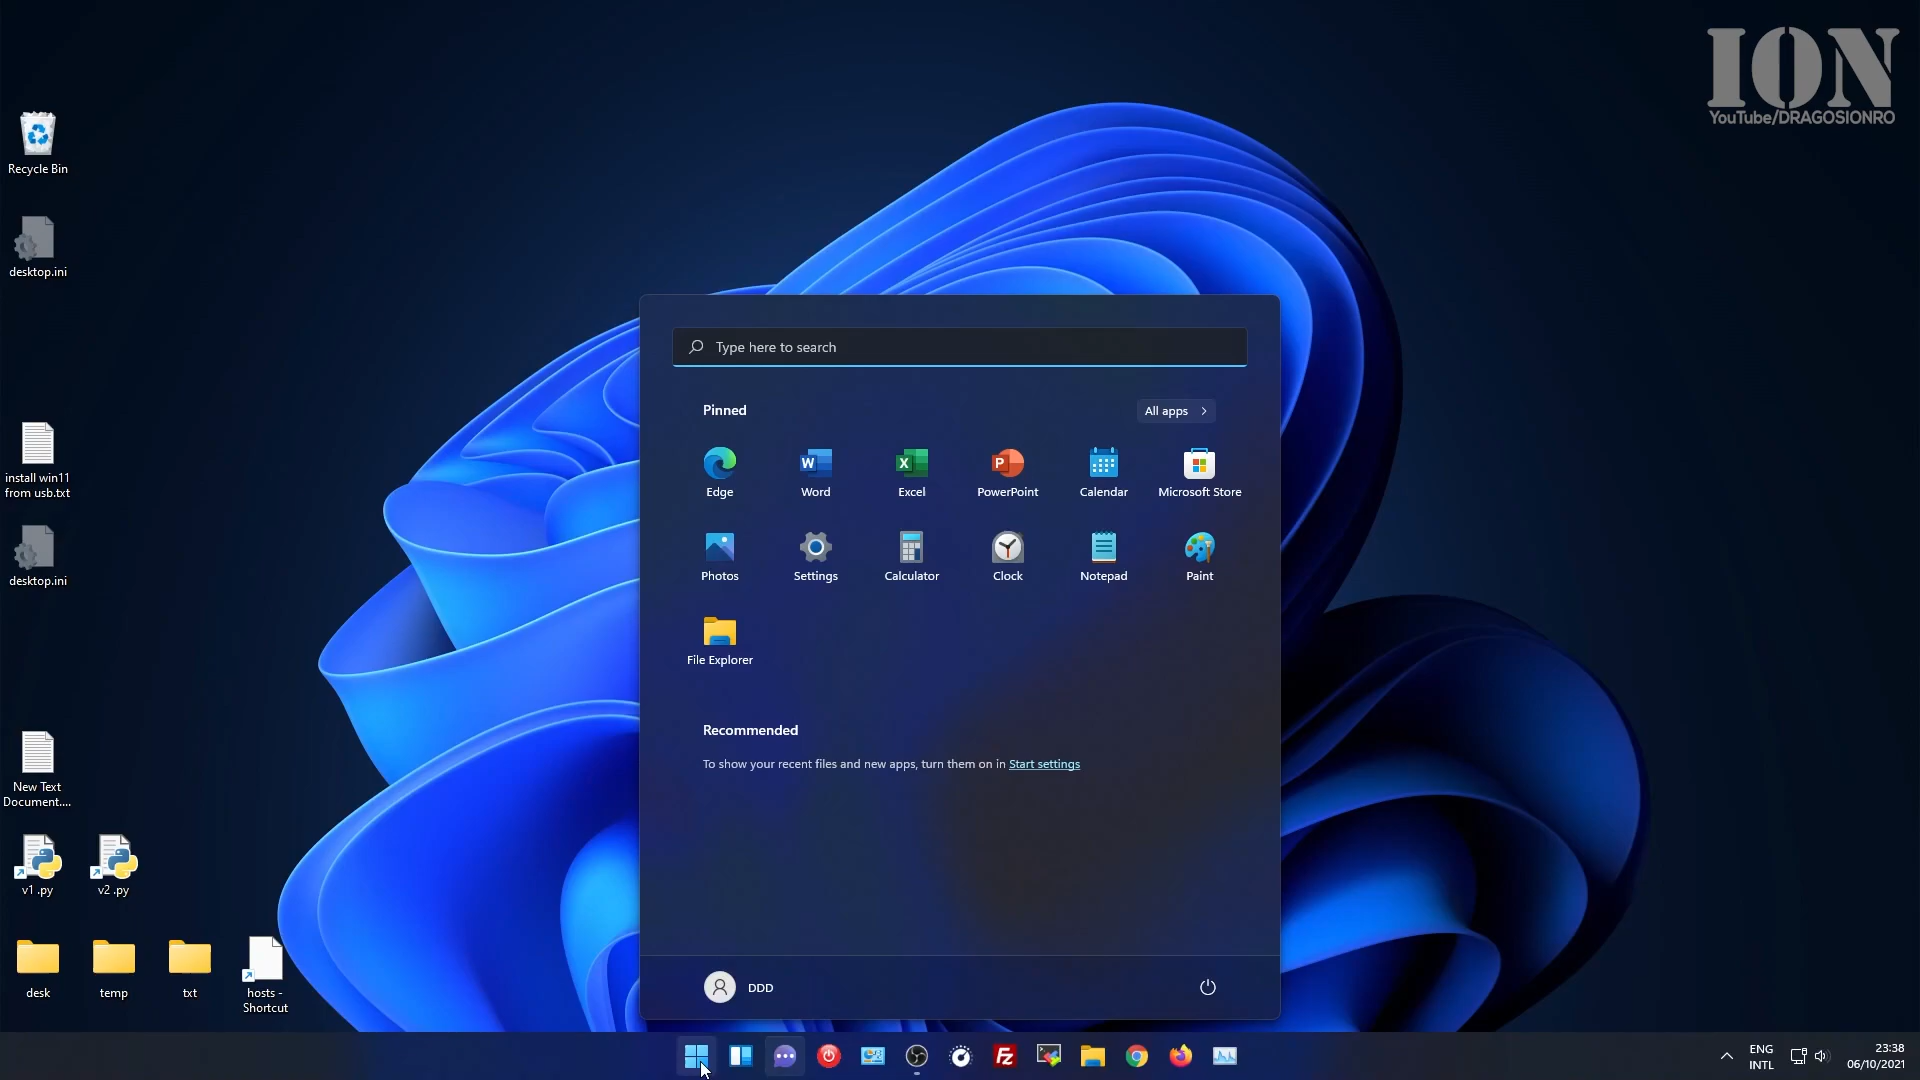 ION
YouTube/DRAGOSIONRO
Recycle Bin
desktop.ini
install win11
from usb.txt
desktop.ini
New Text
Document....
v1 .py
v2 .py
desk
temp
txt
hosts -
Shortcut
Type here to search
Pinned
All apps
Edge
Word
Excel
PowerPoint
Calendar
Microsoft Store
Photos
Settings
Calculator
Clock
Notepad
Paint
File Explorer
Recommended
To show your recent files and new apps, turn them on in Start settings
DDD
ENG
INTL
23:38
06/10/2021